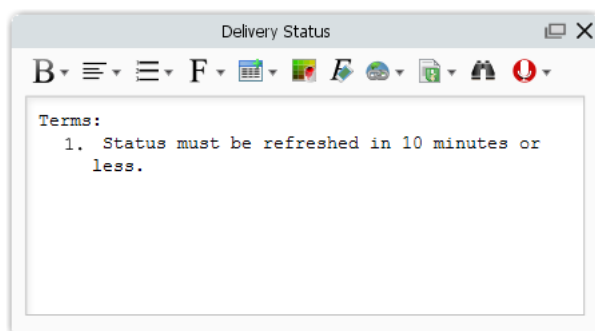 Delivery Status
B F F
Terms:
1. Status must be refreshed in 10 minutes or
less.